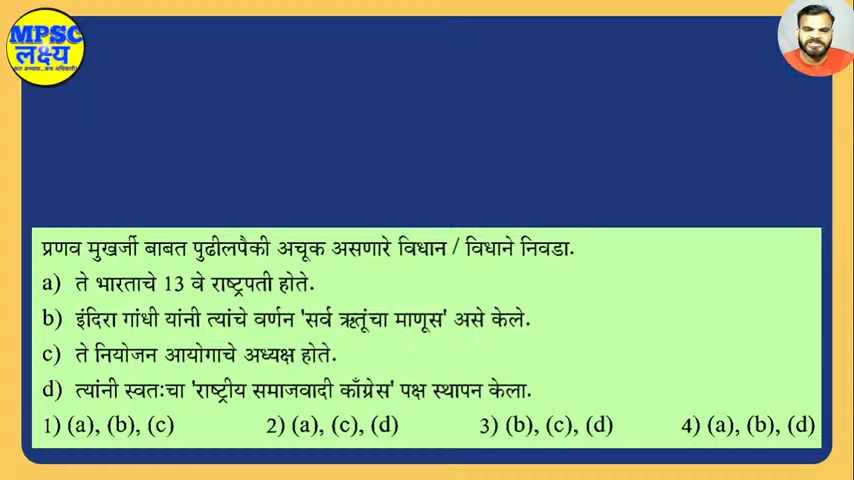 MPSC
लक्ष्य
प्रणव मुखर्जी बाबत पुढीलपैकी अचूक असणारे विधान / विधाने निवडा.
a) ते भारताचे 13 वे राष्ट्रपती होते.
b) इंदिरा गांधी यांनी त्यांचे वर्णन 'सर्व ऋतूंचा माणूस' असे केले.
c) ते नियोजन आयोगाचे अध्यक्ष होते.
d) त्यांनी स्वतःचा 'राष्ट्रीय समाजवादी काँग्रेस' पक्ष स्थापन केला.
1) (a), (b), (c) 2) (a), (c), (d) 3) (b), (c), (d) 4) (a), (b), (d)